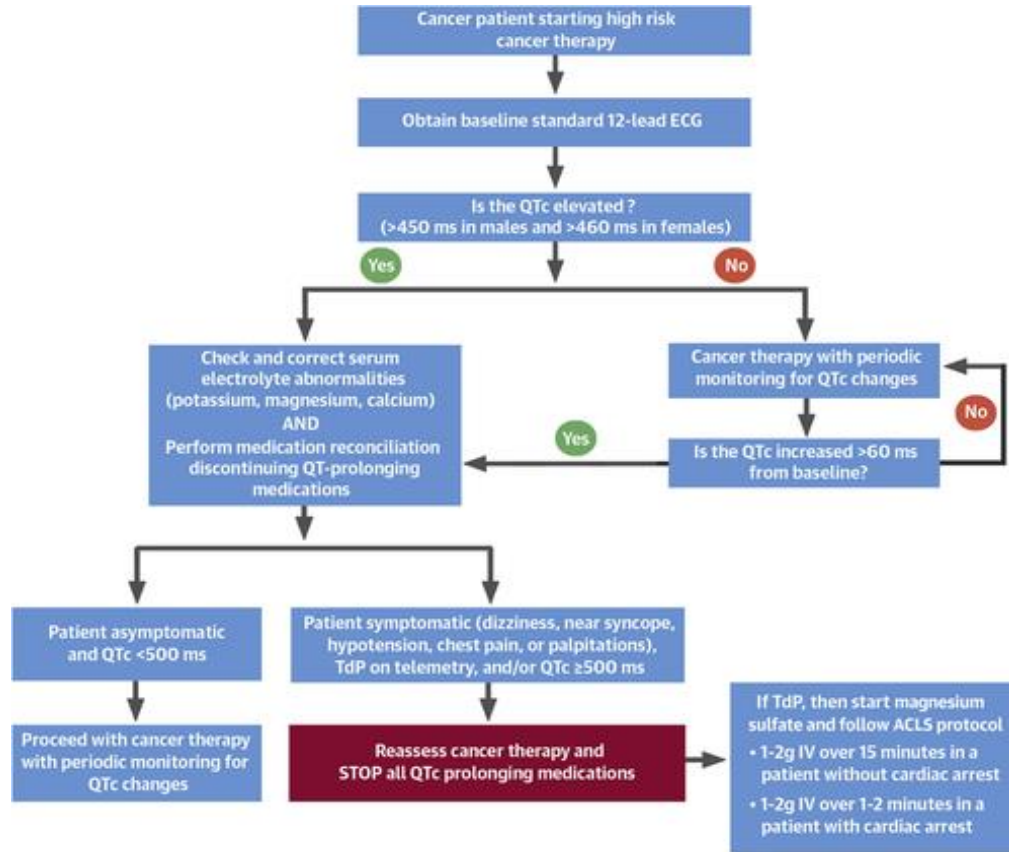 Cancer patient starting high risk
cancer therapy
Obtain baseline standard 12-lead ECG
Is the QTc elevated ?
(>450 ms in males and >460 ms in females)
Yes
No
Check and correct serum
electrolyte abnormalities
(potassium, magnesium, calcium)
AND
Perform medication reconciliation
discontinuing QT-prolonging
medications
Cancer therapy with periodic
monitoring for QTc changes
No
Yes
Is the QTc increased >60 ms
from baseline?
Patient asymptomatic
and QTc <500 ms
Patient symptomatic (dizziness, near syncope,
hypotension, chest pain, or palpitations),
TdP on telemetry, and/or QTc ≥500 ms
Proceed with cancer therapy
with periodic monitoring for
QTc changes
Reassess cancer therapy and
STOP all QTc prolonging medications
If TdP, then start magnesium
sulfate and follow ACLS protocol
• 1-2g IV over 15 minutes in a
patient without cardiac arrest
• 1-2g IV over 1-2 minutes in a
patient with cardiac arrest